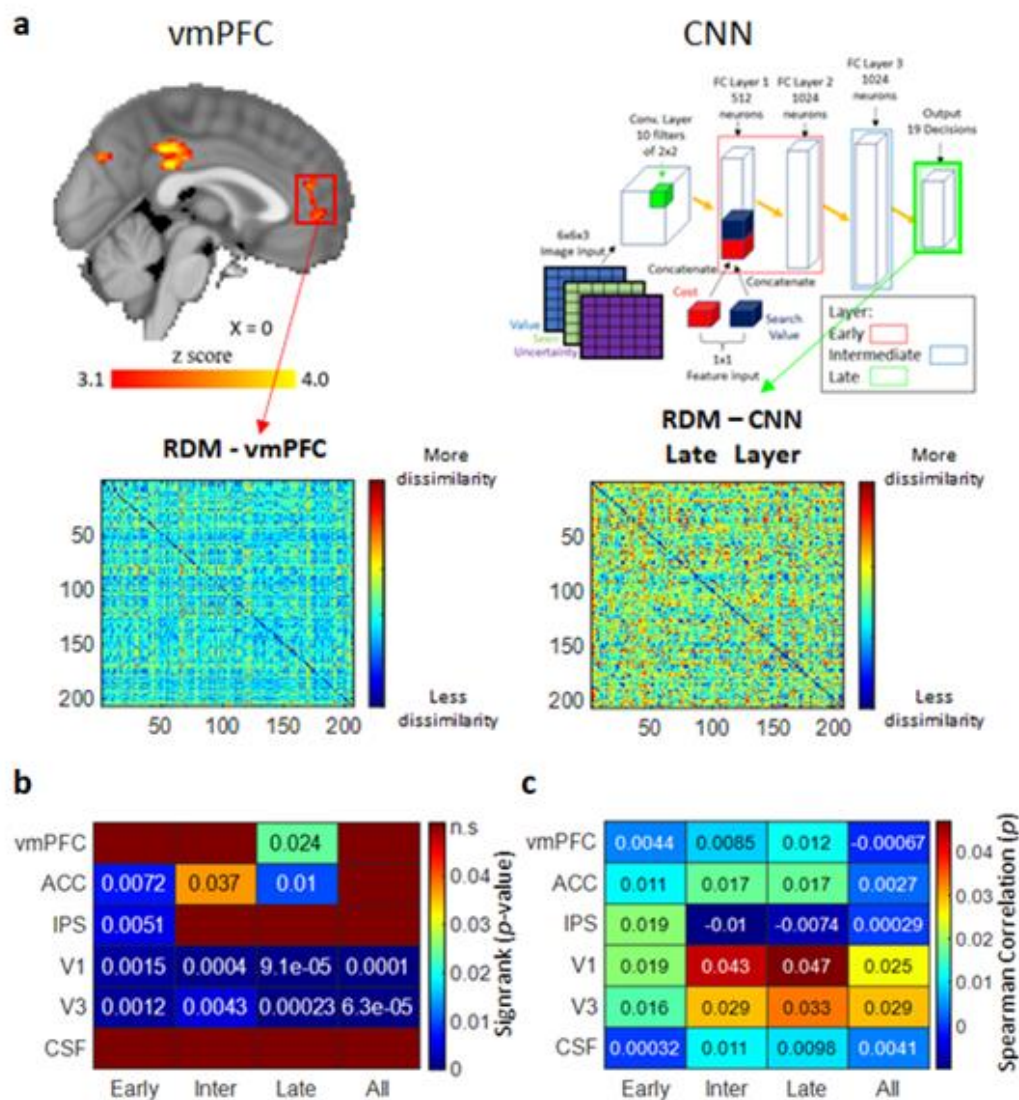 a
vmPFC
CNN
X = 0
z score
3.1
4.0
Conv. Layer
10 filters
of 2x2
FC Layer 1
512
neurons
FC Layer 2
1024
neurons
FC Layer 3
1024
neurons
Output
19 Decisions
6x6x3
Image input
Value
Seen
Uncertainty
Concatenate
Concatenate
Cost
Search
Value
1x1
Feature input
Layer:
Early
Intermediate
Late
RDM - vmPFC
More
dissimilarity
50
100
150
200
50 100 150 200
Less
dissimilarity
RDM – CNN
Late Layer
More
dissimilarity
50
100
150
200
50 100 150 200
Less
dissimilarity
b
vmPFC 0.024
ACC 0.0072 0.037 0.01
IPS 0.0051
V1 0.0015 0.0004 9.1e-05 0.0001
V3 0.0012 0.0043 0.00023 6.3e-05
CSF
Early Inter Late All
n.s
0.04
0.03
0.02
0.01
0
Signrank (p-value)
c
vmPFC 0.0044 0.0085 0.012 -0.00067
ACC 0.011 0.017 0.017 0.0027
IPS 0.019 -0.01 -0.0074 0.00029
V1 0.019 0.043 0.047 0.025
V3 0.016 0.029 0.033 0.029
CSF 0.00032 0.011 0.0098 0.0041
Early Inter Late All
0.04
0.03
0.02
0.01
0
Spearman Correlation (p)